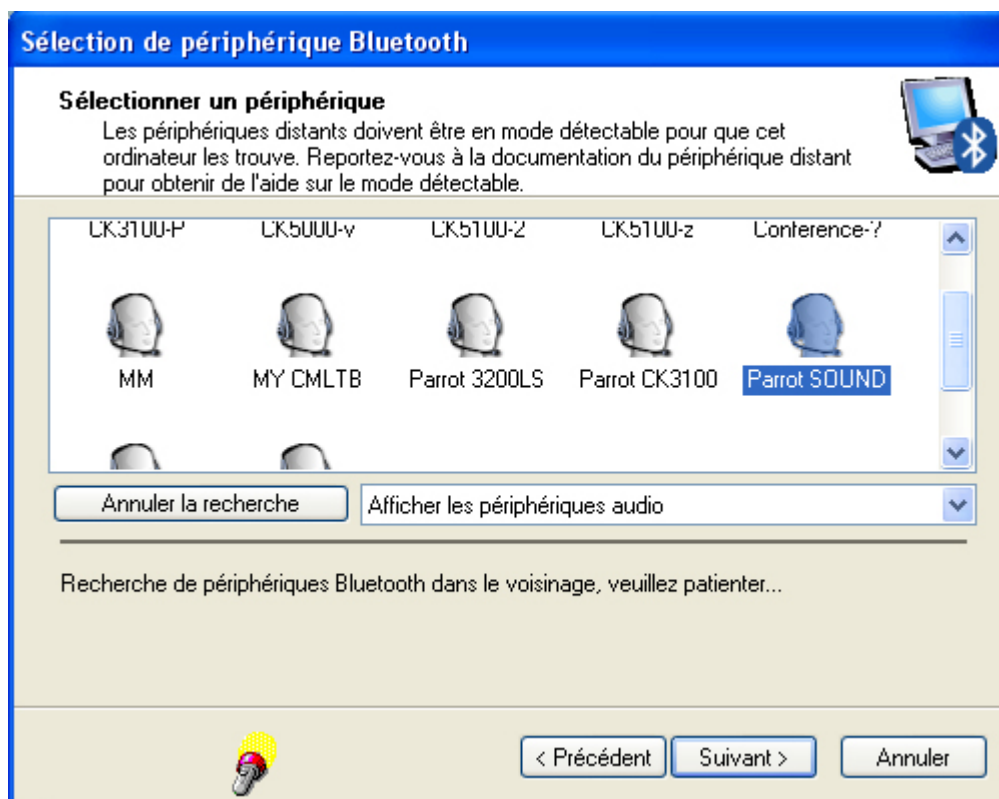 Sélection de périphérique Bluetooth
Sélectionner un périphérique
Les périphériques distants doivent être en mode détectable pour que cet
ordinateur les trouve. Reportez-vous à la documentation du périphérique distant
pour obtenir de l'aide sur le mode détectable.
CK3100-P CK5000-v CK5100-2 CK5100-z Conference-?
MM MY CMLTB Parrot 3200LS Parrot CK3100 Parrot SOUND
Annuler la recherche Afficher les périphériques audio
Recherche de périphériques Bluetooth dans le voisinage, veuillez patienter...
< Précédent Suivant > Annuler